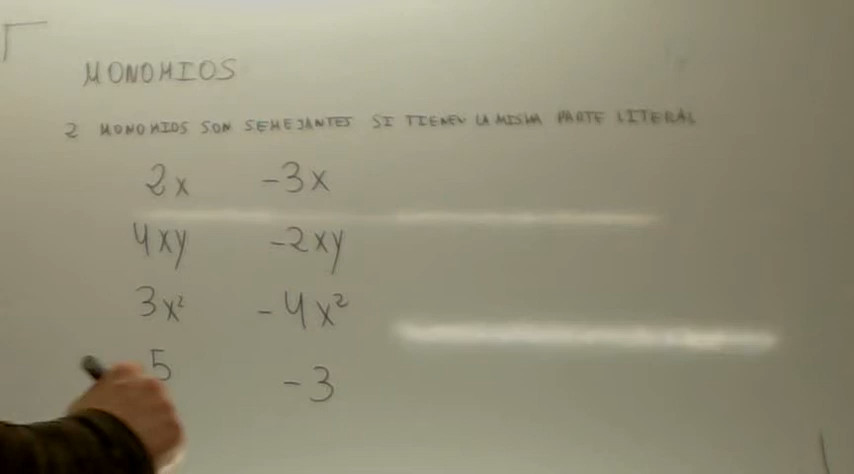 MONOMIOS
2 MONOMIOS SON SEMEJANTES SI TIENEN LA MISMA PARTE LITERAL
2x -3x
4xy -2xy
3x² -4x²
5 -3